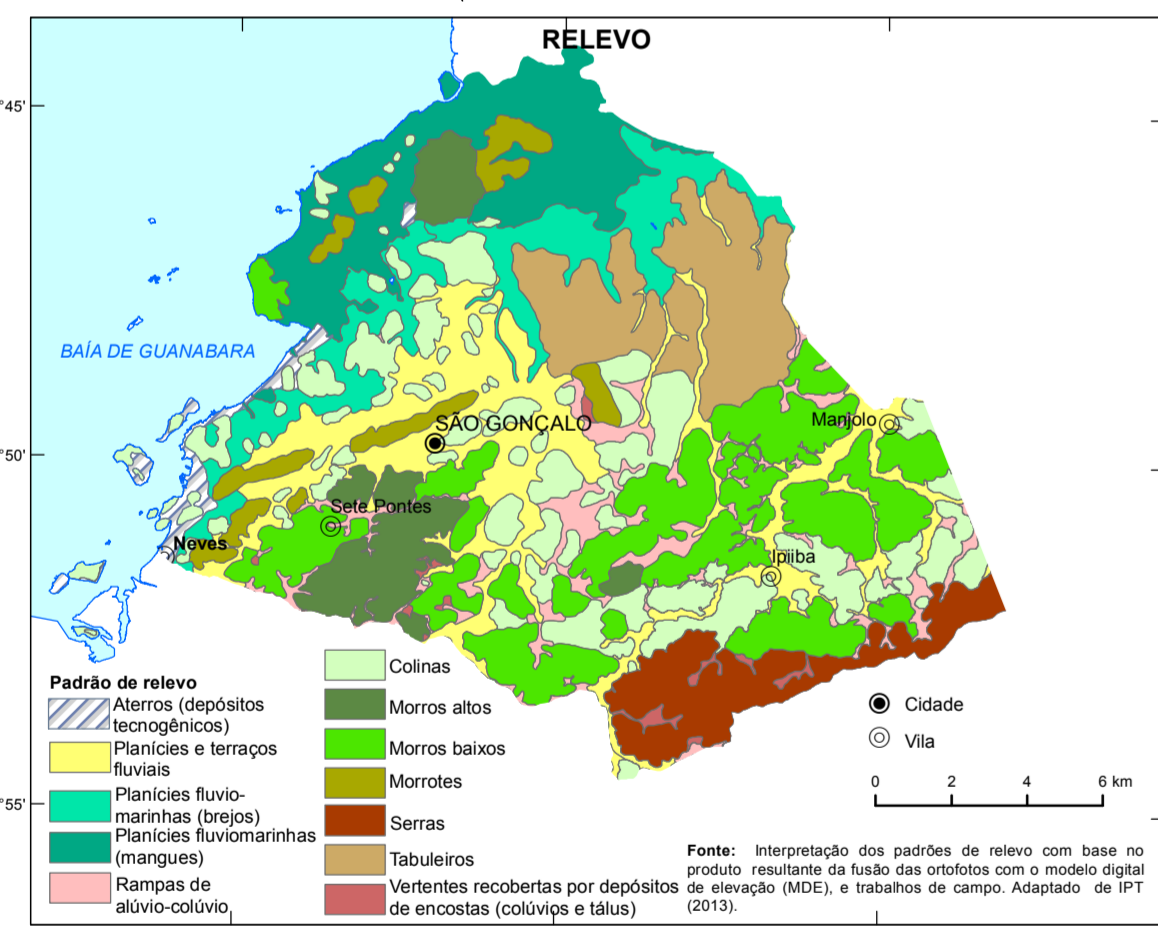 RELEVO
°45'
BAÍA DE GUANABARA
SÃO GONÇALO
Manjolo
°50'
Sete Pontes
Neves
Ipiiba
Padrão de relevo
Aterros (depósitos
tecnogênicos)
Planícies e terraços
fluviais
Planícies fluvio-
marinhas (brejos)
Planícies fluviomarinhas
(mangues)
Rampas de
alúvio-colúvio
Colinas
Morros altos
Morros baixos
Morrotes
Serras
Tabuleiros
Vertentes recobertas por depósitos
de encostas (colúvios e tálus)
Cidade
Vila
0 2 4 6 km
°55'
Fonte: Interpretação dos padrões de relevo com base no
produto resultante da fusão das ortofotos com o modelo digital
de elevação (MDE), e trabalhos de campo. Adaptado de IPT
(2013).